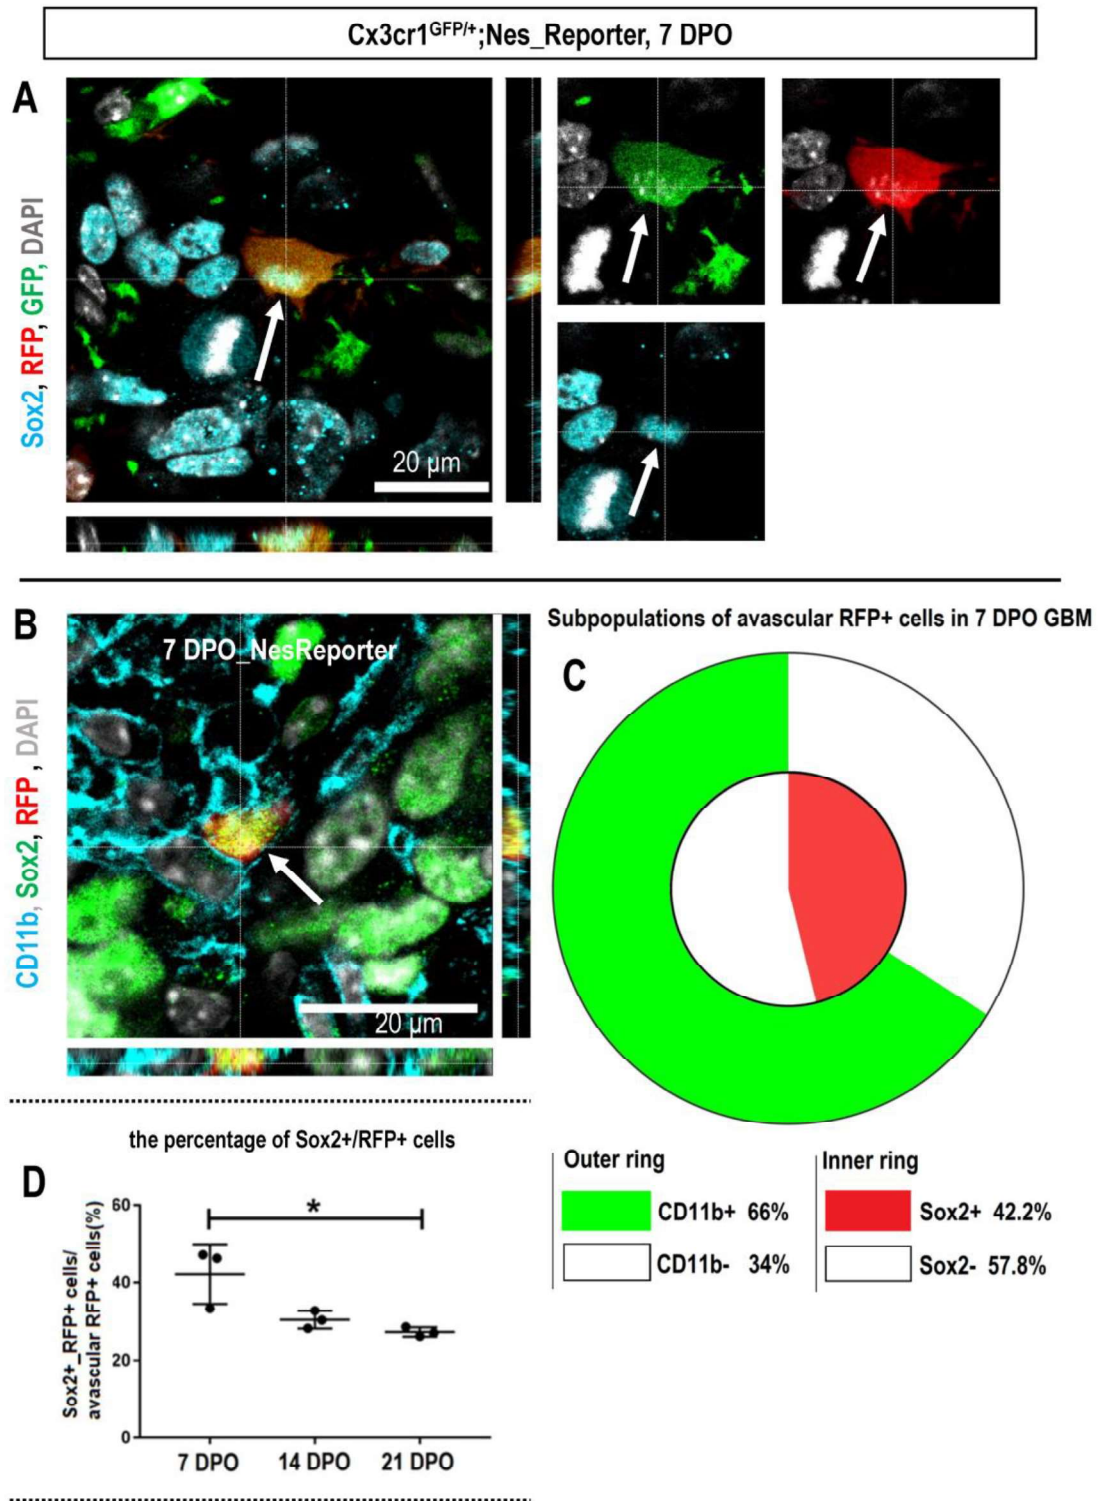 Cx3cr1GFP/+;Nes_Reporter, 7 DPO
A
Sox2, RFP, GFP, DAPI
20 µm
B
CD11b, Sox2, RFP , DAPI
7 DPO_NesReporter
20 µm
Subpopulations of avascular RFP+ cells in 7 DPO GBM
C
Outer ring
CD11b+ 66%
CD11b- 34%
Inner ring
Sox2+ 42.2%
Sox2- 57.8%
the percentage of Sox2+/RFP+ cells
D
Sox2+_RFP+ cells/
avascular RFP+ cells(%)
60
40
20
0
*
7 DPO
14 DPO
21 DPO